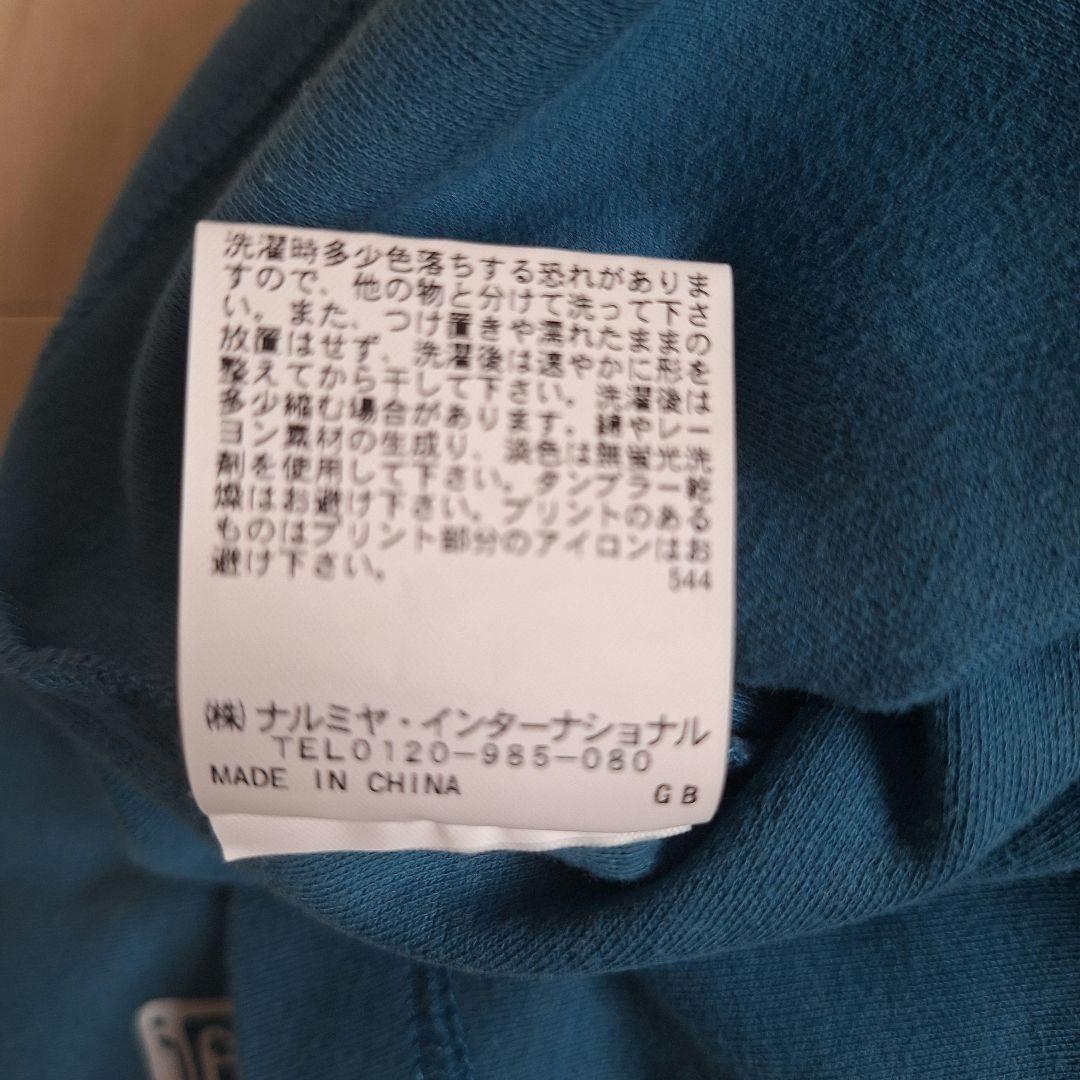 洗濯時多少色落ちする恐れがありま
すので、他の物と分けて洗って下さ
い。また、つけ置きや濡れたままの
放置はせず、洗濯後は速やかに形を
整えてから干して下さい。洗濯後は
多少縮む場合があります。綿やレー
ヨン素材の生成り、淡色は無蛍光洗
剤を使用して下さい。タンブラー乾
燥はお避け下さい。プリントのある
ものはプリント部分のアイロンはお
避け下さい。
544
㈱ナルミヤ・インターナショナル
TEL0120-985-080
MADE IN CHINA
GB